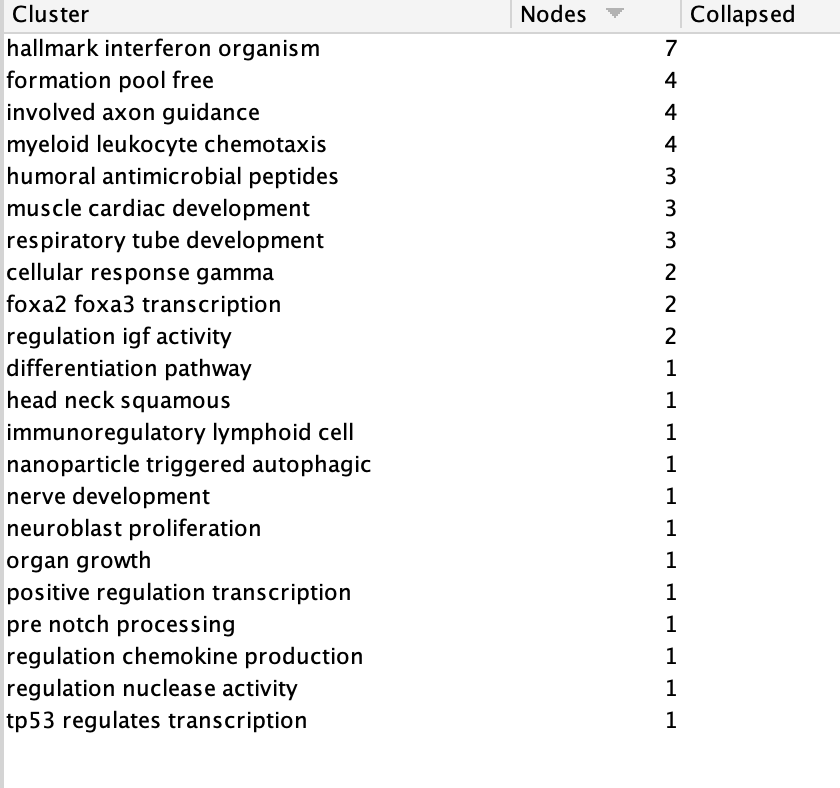 Cluster Nodes Collapsed
hallmark interferon organism 7
formation pool free 4
involved axon guidance 4
myeloid leukocyte chemotaxis 4
humoral antimicrobial peptides 3
muscle cardiac development 3
respiratory tube development 3
cellular response gamma 2
foxa2 foxa3 transcription 2
regulation igf activity 2
differentiation pathway 1
head neck squamous 1
immunoregulatory lymphoid cell 1
nanoparticle triggered autophagic 1
nerve development 1
neuroblast proliferation 1
organ growth 1
positive regulation transcription 1
pre notch processing 1
regulation chemokine production 1
regulation nuclease activity 1
tp53 regulates transcription 1